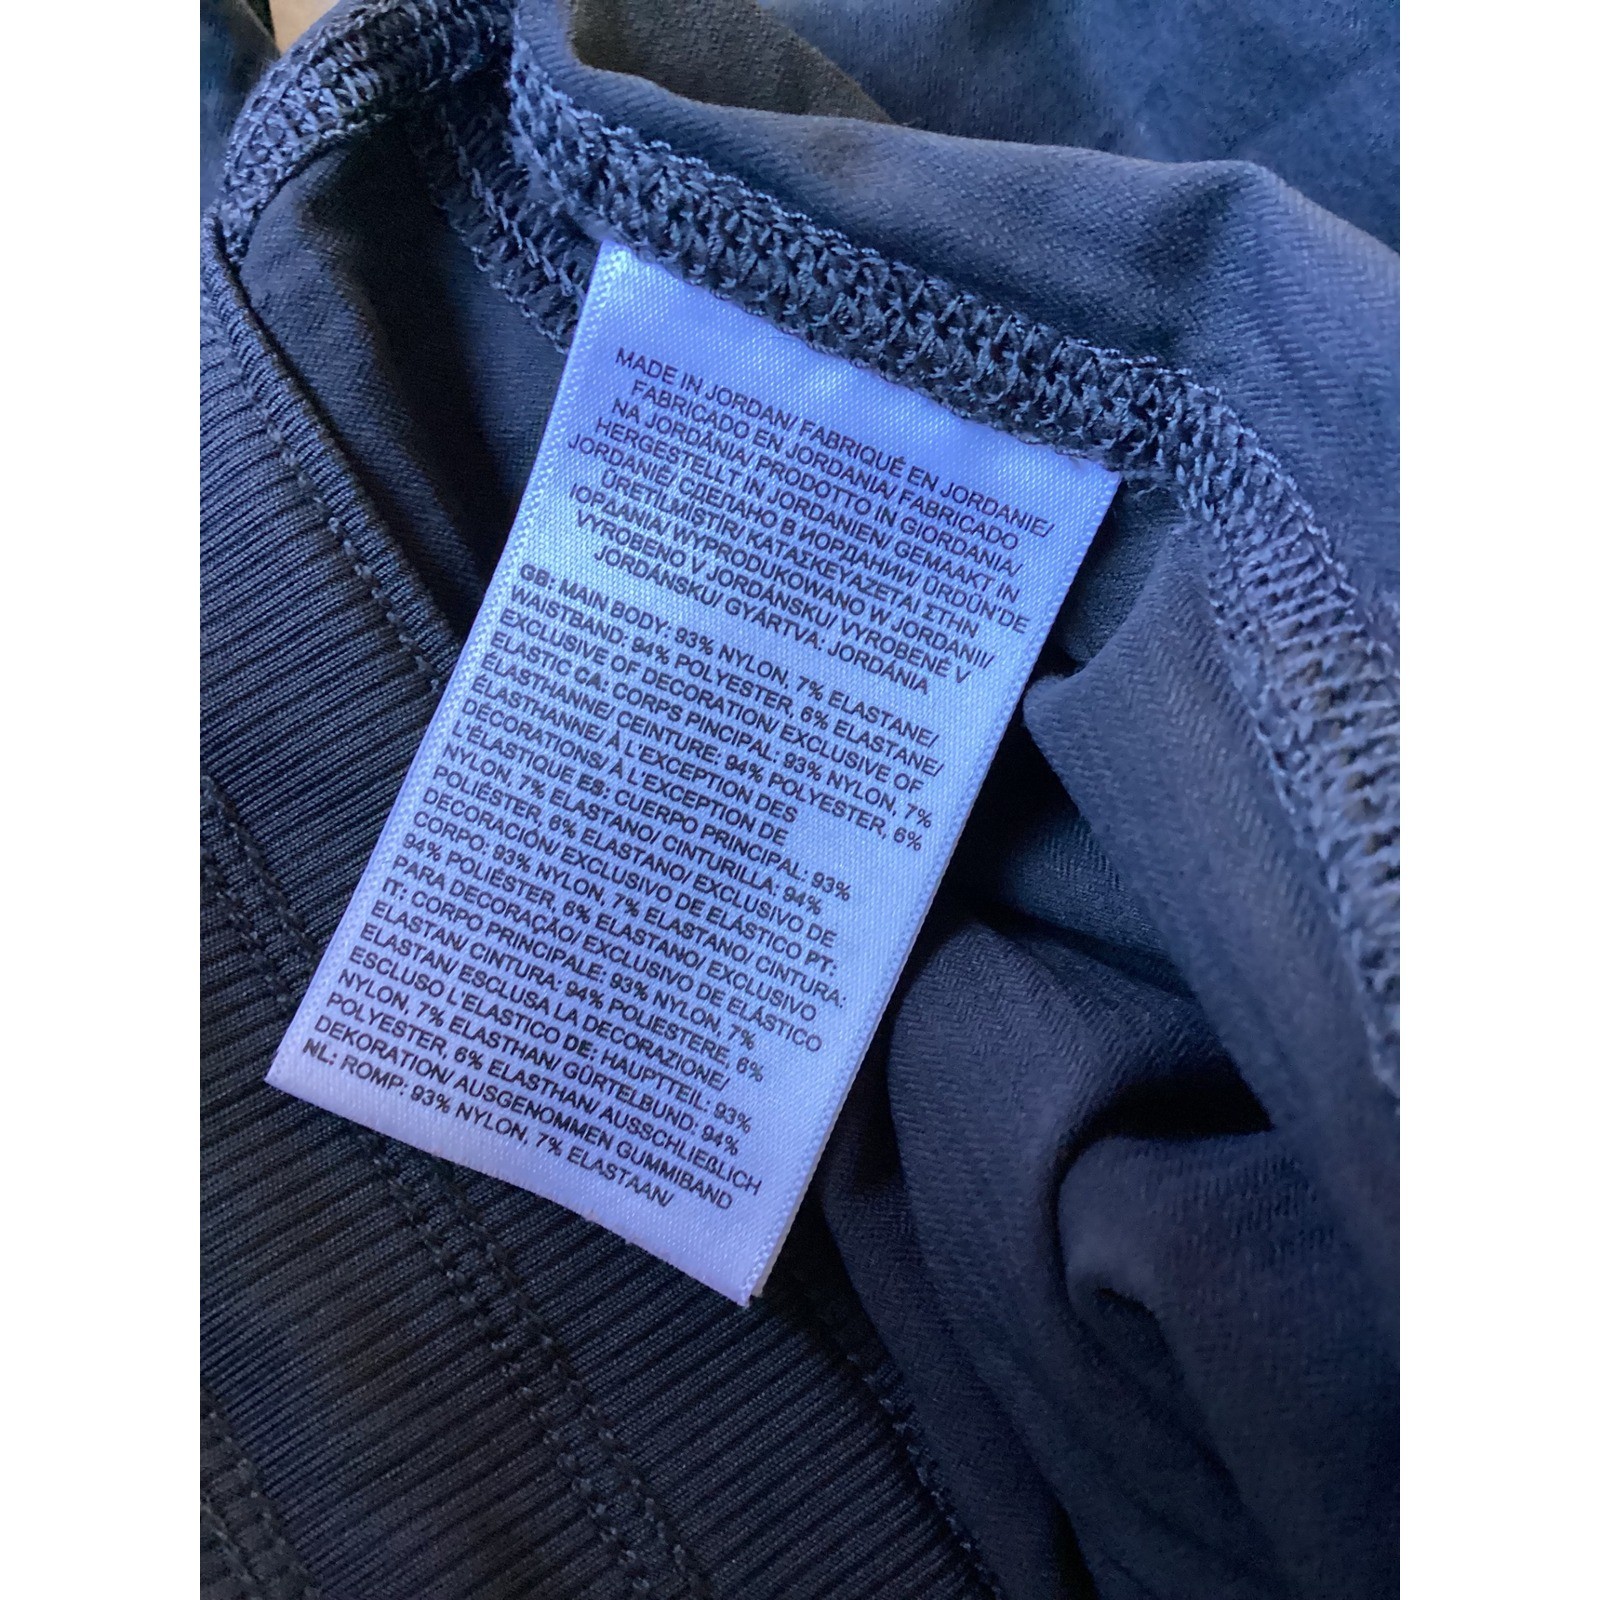 MADE IN JORDAN/ FABRIQUÉ EN JORDANIE/
FABRICADO EN JORDANIA/ FABRICADO
NA JORDÂNIA/ PRODOTTO IN GIORDANIA/
HERGESTELLT IN JORDANIEN/ GEMAAKT IN
JORDANIË/ СДЕЛАНО В ИОРДАНИИ/ ÜRDÜN'DE
ÜRETILMİSTIR/ ΚΑΤΑΣΚΕΥΑΖΕΤΑΙ ΣΤΗΝ
ΙΟΡΔΑΝΙΑ/ WYPRODUKOWANO W JORDANII/
VYROBENO V JORDÁNSKU/ VYROBENÉ V
JORDÁNSKU/ GYÁRTVA: JORDÁNIA
GB: MAIN BODY: 93% NYLON, 7% ELASTANE/
WAISTBAND: 94% POLYESTER, 6% ELASTANE/
EXCLUSIVE OF DECORATION/ EXCLUSIVE OF
ELASTIC CA: CORPS PINCIPAL: 93% NYLON, 7%
ÉLASTHANNE/ CEINTURE: 94% POLYESTER, 6%
ÉLASTHANNE/ À L'EXCEPTION DES
DÉCORATIONS/ À L'EXCEPTION DE
L'ÉLASTIQUE ES: CUERPO PRINCIPAL: 93%
NYLON, 7% ELASTANO/ CINTURILLA: 94%
POLIÉSTER, 6% ELASTANO/ EXCLUSIVO DE
DECORACIÓN/ EXCLUSIVO DE ELÁSTICO PT:
CORPO: 93% NYLON, 7% ELASTANO/ CINTURA:
94% POLIÉSTER, 6% ELASTANO/ EXCLUSIVO
PARA DECORAÇÃO/ EXCLUSIVO DE ELÁSTICO
IT: CORPO PRINCIPALE: 93% NYLON, 7%
ELASTAN/ CINTURA: 94% POLIESTERE, 6%
ELASTAN/ ESCLUSA LA DECORAZIONE/
ESCLUSO L'ELASTICO DE: HAUPTTEIL: 93%
NYLON, 7% ELASTHAN/ GÜRTELBUND: 94%
POLYESTER, 6% ELASTHAN/ AUSSCHLIEßLICH
DEKORATION/ AUSGENOMMEN GUMMIBAND
NL: ROMP: 93% NYLON, 7% ELASTAAN/